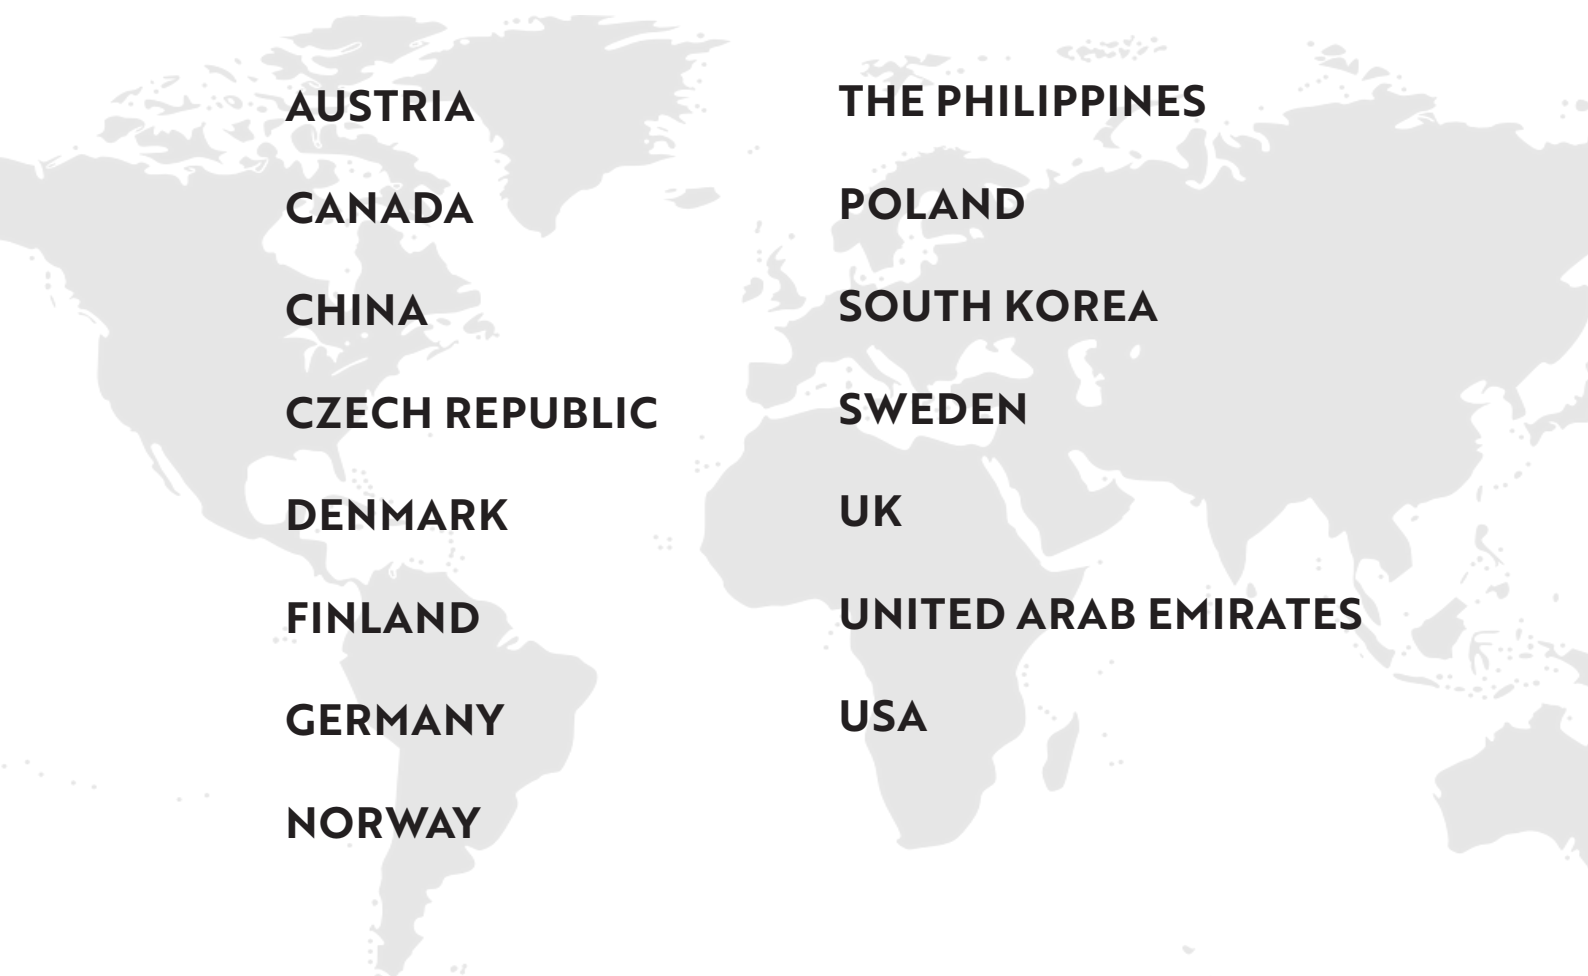 AUSTRIA
CANADA
CHINA
CZECH REPUBLIC
DENMARK
FINLAND
GERMANY
NORWAY
THE PHILIPPINES
POLAND
SOUTH KOREA
SWEDEN
UK
UNITED ARAB EMIRATES
USA